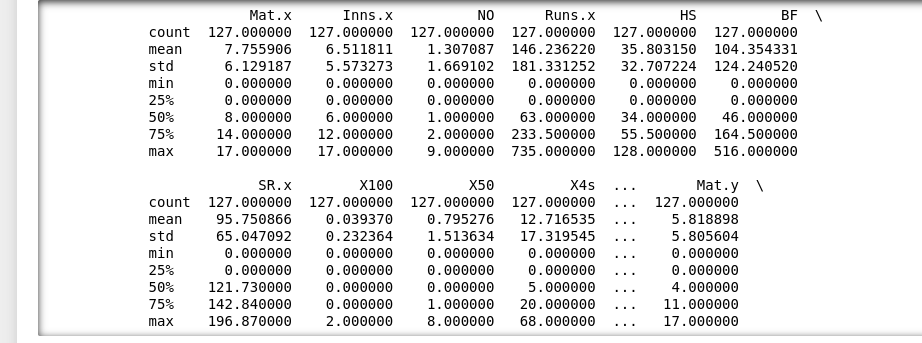 Mat.x Inns.x NO Runs.x HS BF \
count 127.000000 127.000000 127.000000 127.000000 127.000000 127.000000
mean 7.755906 6.511811 1.307087 146.236220 35.803150 104.354331
std 6.129187 5.573273 1.669102 181.331252 32.707224 124.240520
min 0.000000 0.000000 0.000000 0.000000 0.000000 0.000000
25% 0.000000 0.000000 0.000000 0.000000 0.000000 0.000000
50% 8.000000 6.000000 1.000000 63.000000 34.000000 46.000000
75% 14.000000 12.000000 2.000000 233.500000 55.500000 164.500000
max 17.000000 17.000000 9.000000 735.000000 128.000000 516.000000
SR.x X100 X50 X4s ... Mat.y \
count 127.000000 127.000000 127.000000 127.000000 ... 127.000000
mean 95.750866 0.039370 0.795276 12.716535 ... 5.818898
std 65.047092 0.232364 1.513634 17.319545 ... 5.805604
min 0.000000 0.000000 0.000000 0.000000 ... 0.000000
25% 0.000000 0.000000 0.000000 0.000000 ... 0.000000
50% 121.730000 0.000000 0.000000 5.000000 ... 4.000000
75% 142.840000 0.000000 1.000000 20.000000 ... 11.000000
max 196.870000 2.000000 8.000000 68.000000 ... 17.000000